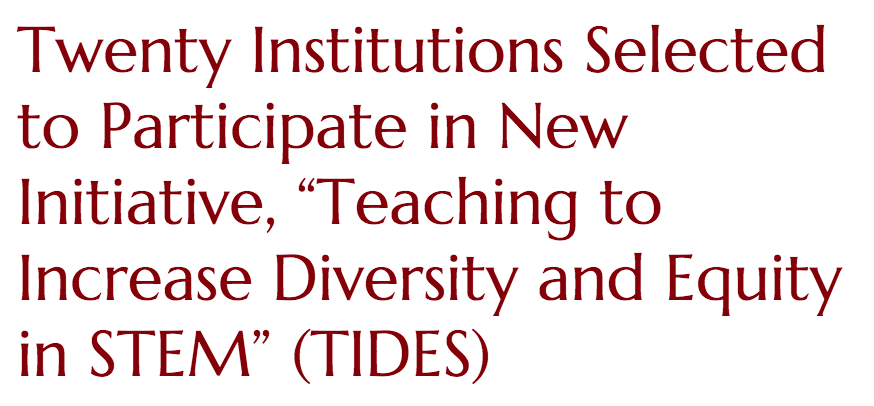 Twenty Institutions Selected
to Participate in New
Initiative, “Teaching to
Increase Diversity and Equity
in STEM” (TIDES)